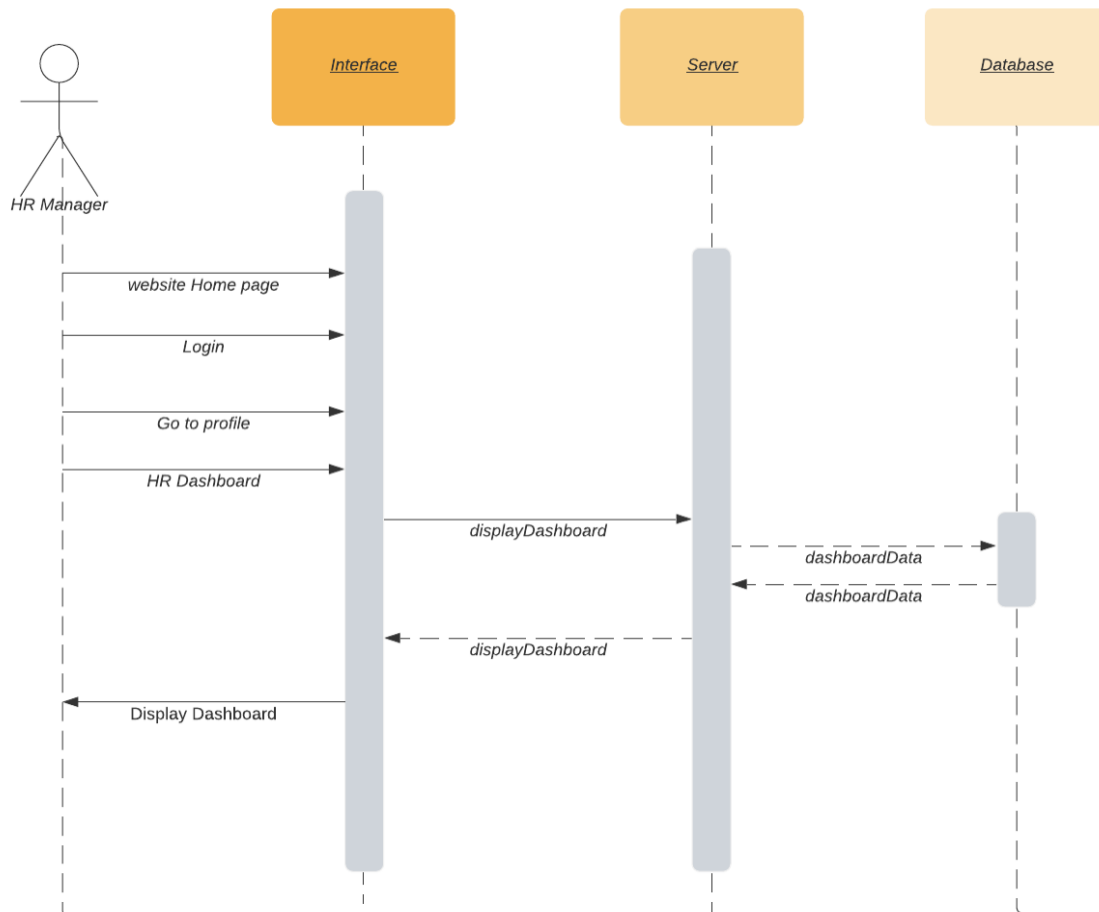 Interface
Server
Database
HR Manager
website Home page
Login
Go to profile
HR Dashboard
displayDashboard
dashboardData
dashboardData
displayDashboard
Display Dashboard